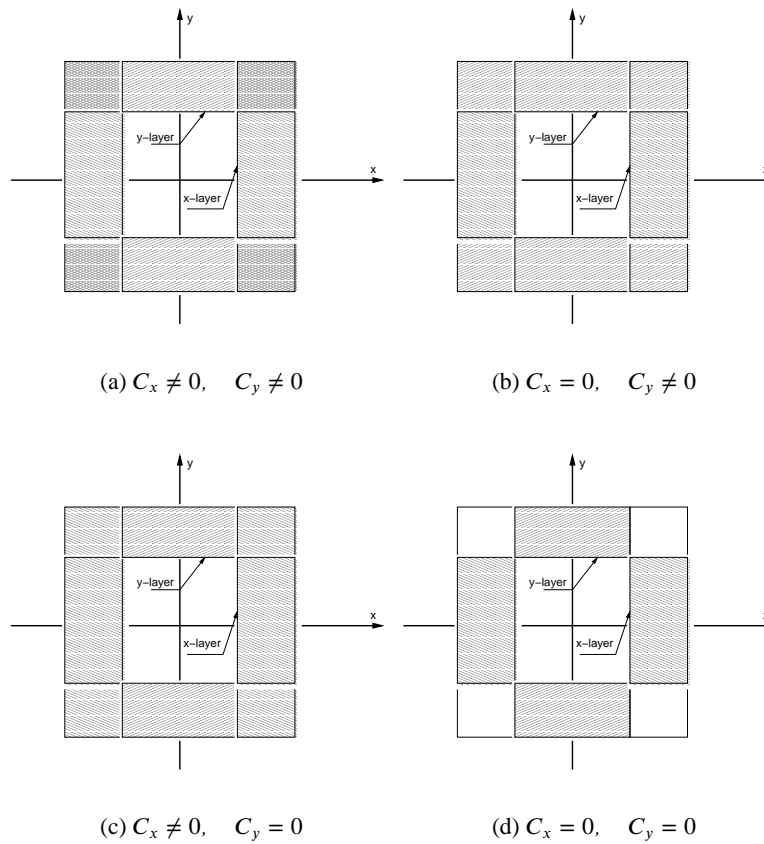 y
y
y-layer
y-layer
x
x
x-layer
x-layer
(a) C_x ≠ 0, C_y ≠ 0
(b) C_x = 0, C_y ≠ 0
y
y
y-layer
y-layer
x
x
x-layer
x-layer
(c) C_x ≠ 0, C_y = 0
(d) C_x = 0, C_y = 0